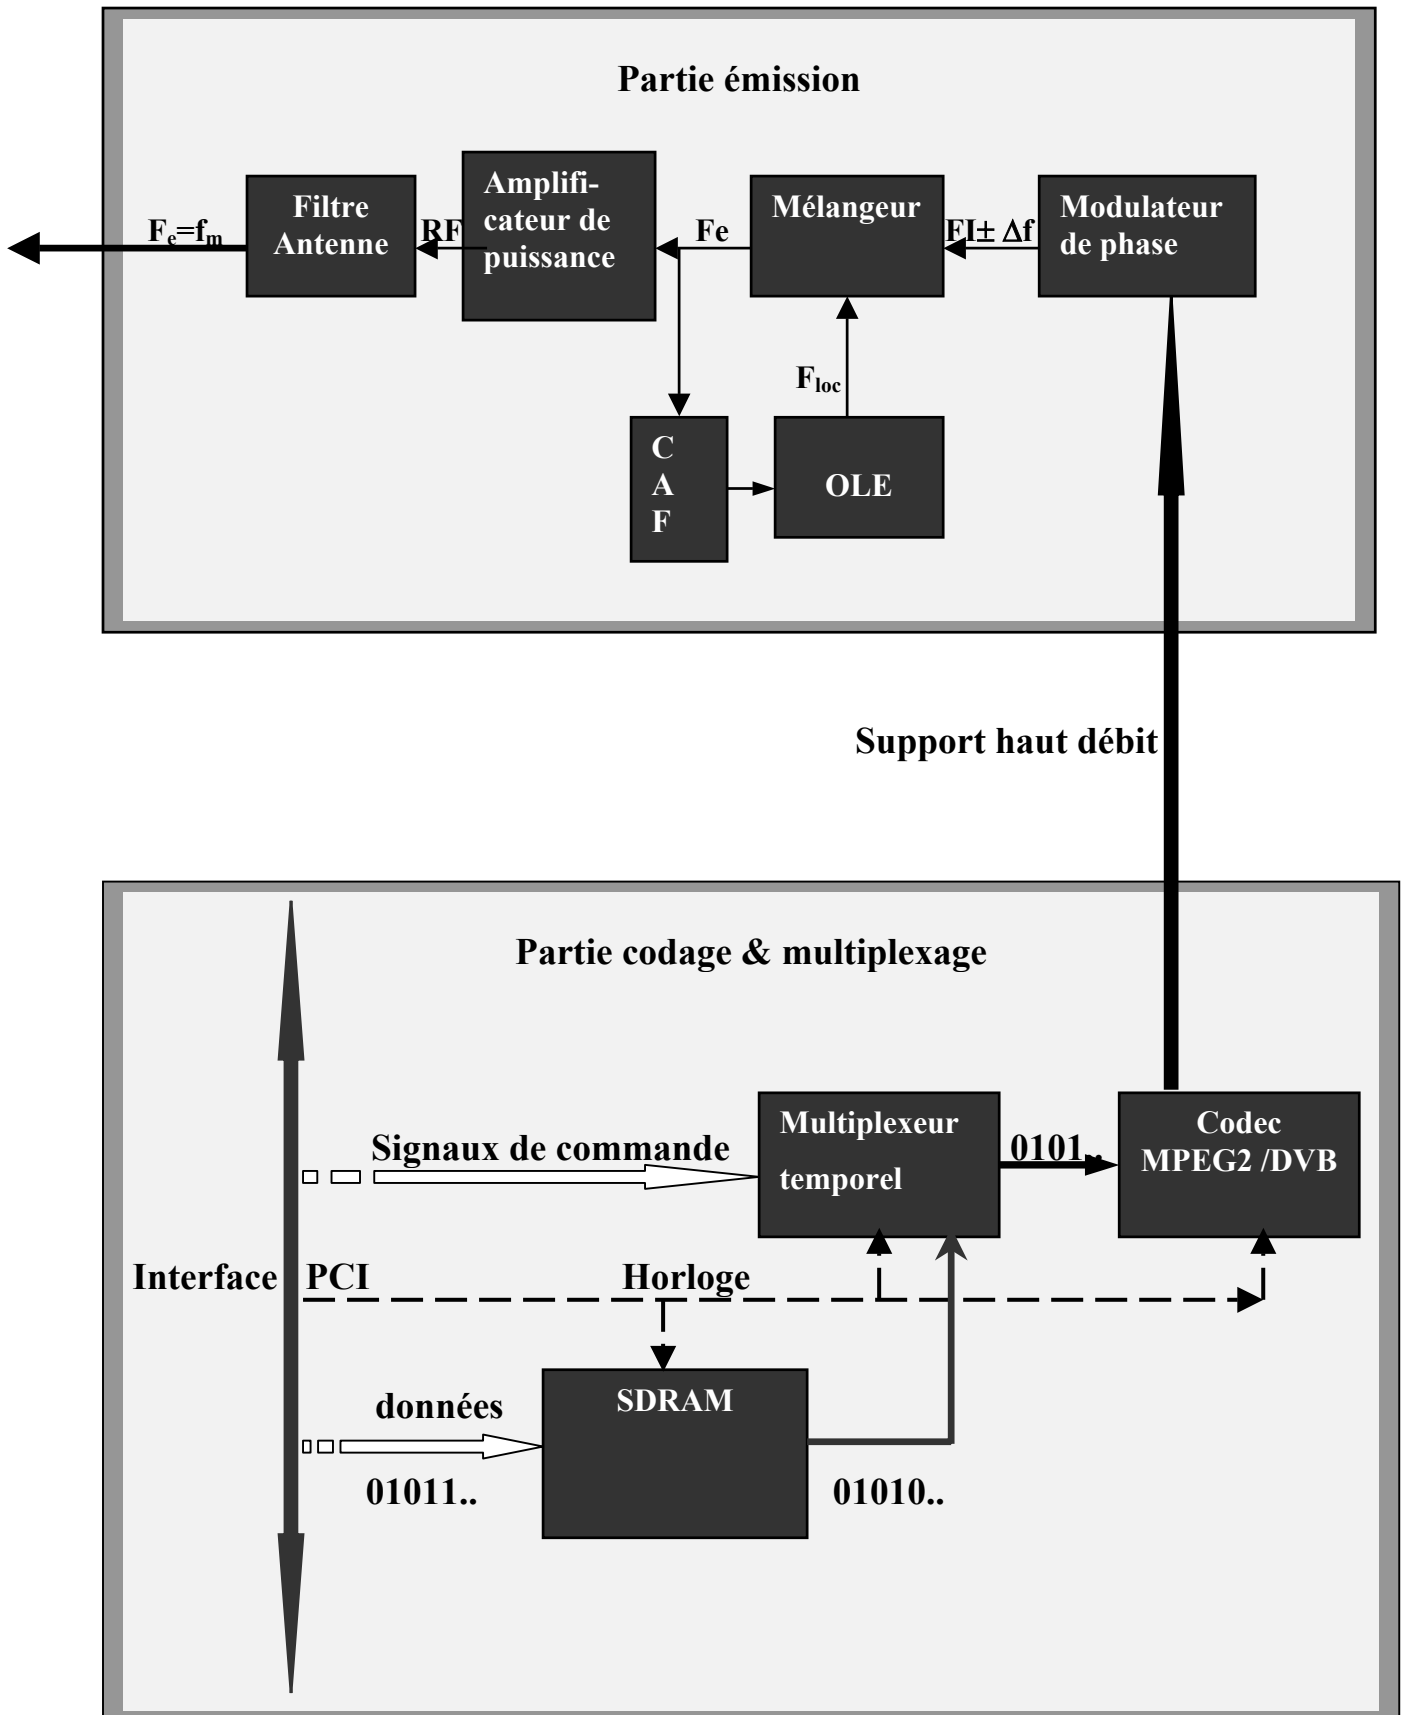 Partie émission
Filtre
Antenne
Amplifi-
cateur de
puissance
Mélangeur
Modulateur
de phase
Fe=fm
RF
Fe
FI± Δf
Floc
C
A
F
OLE
Support haut débit
Partie codage & multiplexage
Signaux de commande
Multiplexeur
temporel
0101..
Codec
MPEG2 /DVB
Interface PCI
Horloge
données
01011..
SDRAM
01010..